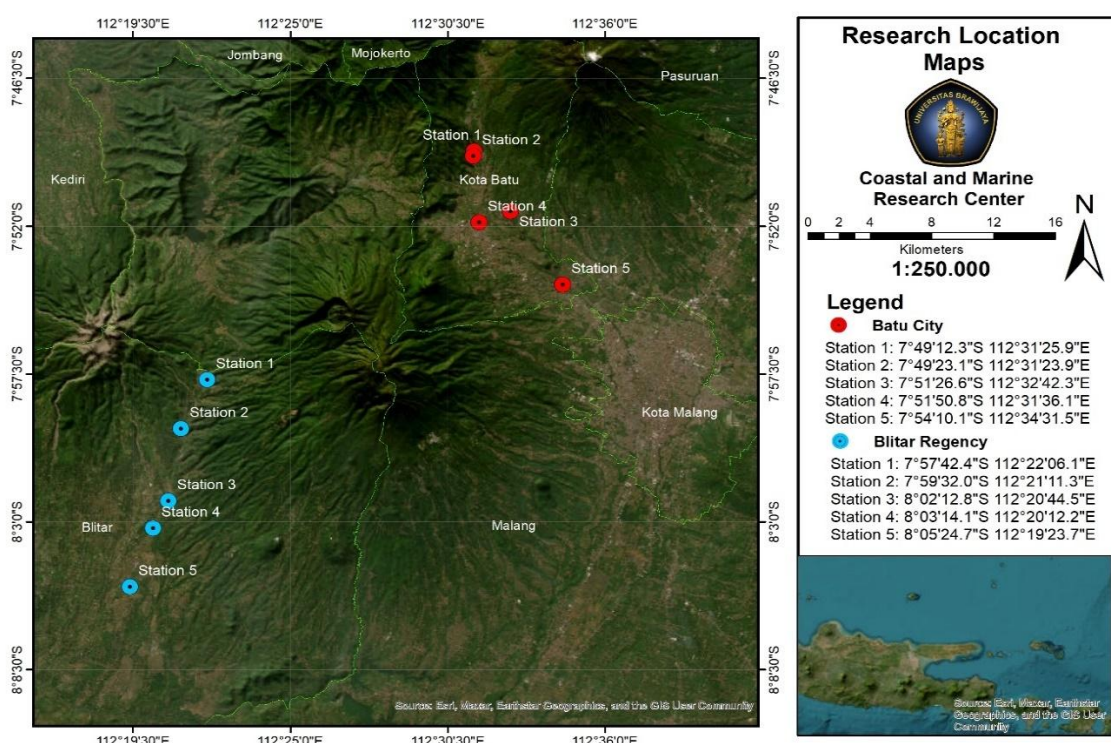 112°19'30"E 112°25'0"E 112°30'30"E 112°36'0"E
7°46'30"S
7°52'0"S
7°57'30"S
8°3'0"S
8°8'30"S
Jombang
Mojokerto
Pasuruan
Station 1
Station 2
Kediri
Kota Batu
Station 4
Station 3
Station 5
Station 1
Station 2
Kota Malang
Station 3
Station 4
Blitar
Malang
Station 5
Source: Esri, Maxar, Earthstar Geographics, and the GIS User Community
7°46'30"S
7°52'0"S
7°57'30"S
8°3'0"S
8°8'30"S
112°19'30"E 112°25'0"E 112°30'30"E 112°36'0"E
Research Location
Maps
UNIVERSITAS BRAWIJAYA
Coastal and Marine
Research Center
N
0 2 4 8 12 16
Kilometers
1:250.000
Legend
Batu City
Station 1: 7°49'12.3"S 112°31'25.9"E
Station 2: 7°49'23.1"S 112°31'23.9"E
Station 3: 7°51'26.6"S 112°32'42.3"E
Station 4: 7°51'50.8"S 112°31'36.1"E
Station 5: 7°54'10.1"S 112°34'31.5"E
Blitar Regency
Station 1: 7°57'42.4"S 112°22'06.1"E
Station 2: 7°59'32.0"S 112°21'11.3"E
Station 3: 8°02'12.8"S 112°20'44.5"E
Station 4: 8°03'14.1"S 112°20'12.2"E
Station 5: 8°05'24.7"S 112°19'23.7"E
Source: Esri, Maxar, Earthstar
Geographics, and the GIS User
Community